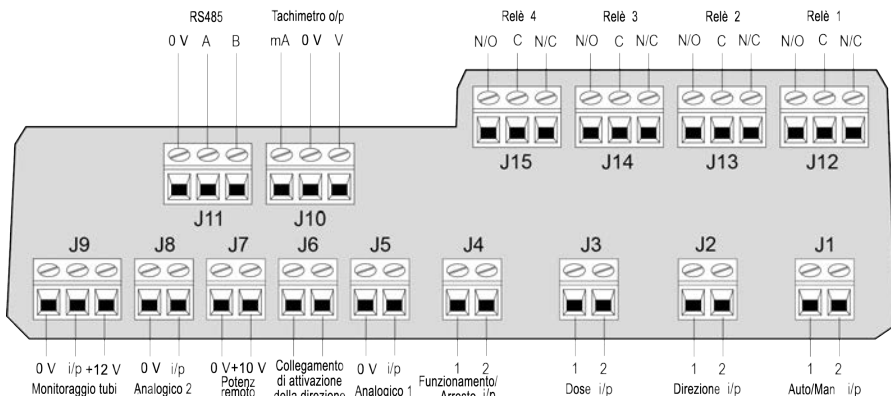 RS485 Tachimetro o/p Relè 4 Relè 3 Relè 2 Relè 1
0 V A B mA 0 V V N/O C N/C N/O C N/C N/O C N/C N/O C N/C
J15 J14 J13 J12
J11 J10
J9 J8 J7 J6 J5 J4 J3 J2 J1
0 V i/p +12 V 0 V i/p 0 V +10 V Collegamento 0 V i/p 1 2 1 2 1 2 1 2
Monitoraggio tubi Analogico 2 Potenz di attivazione Analogico 1 Funzionamento/ Dose i/p Direzione i/p Auto/Man i/p
remoto della direzione Arresto i/p